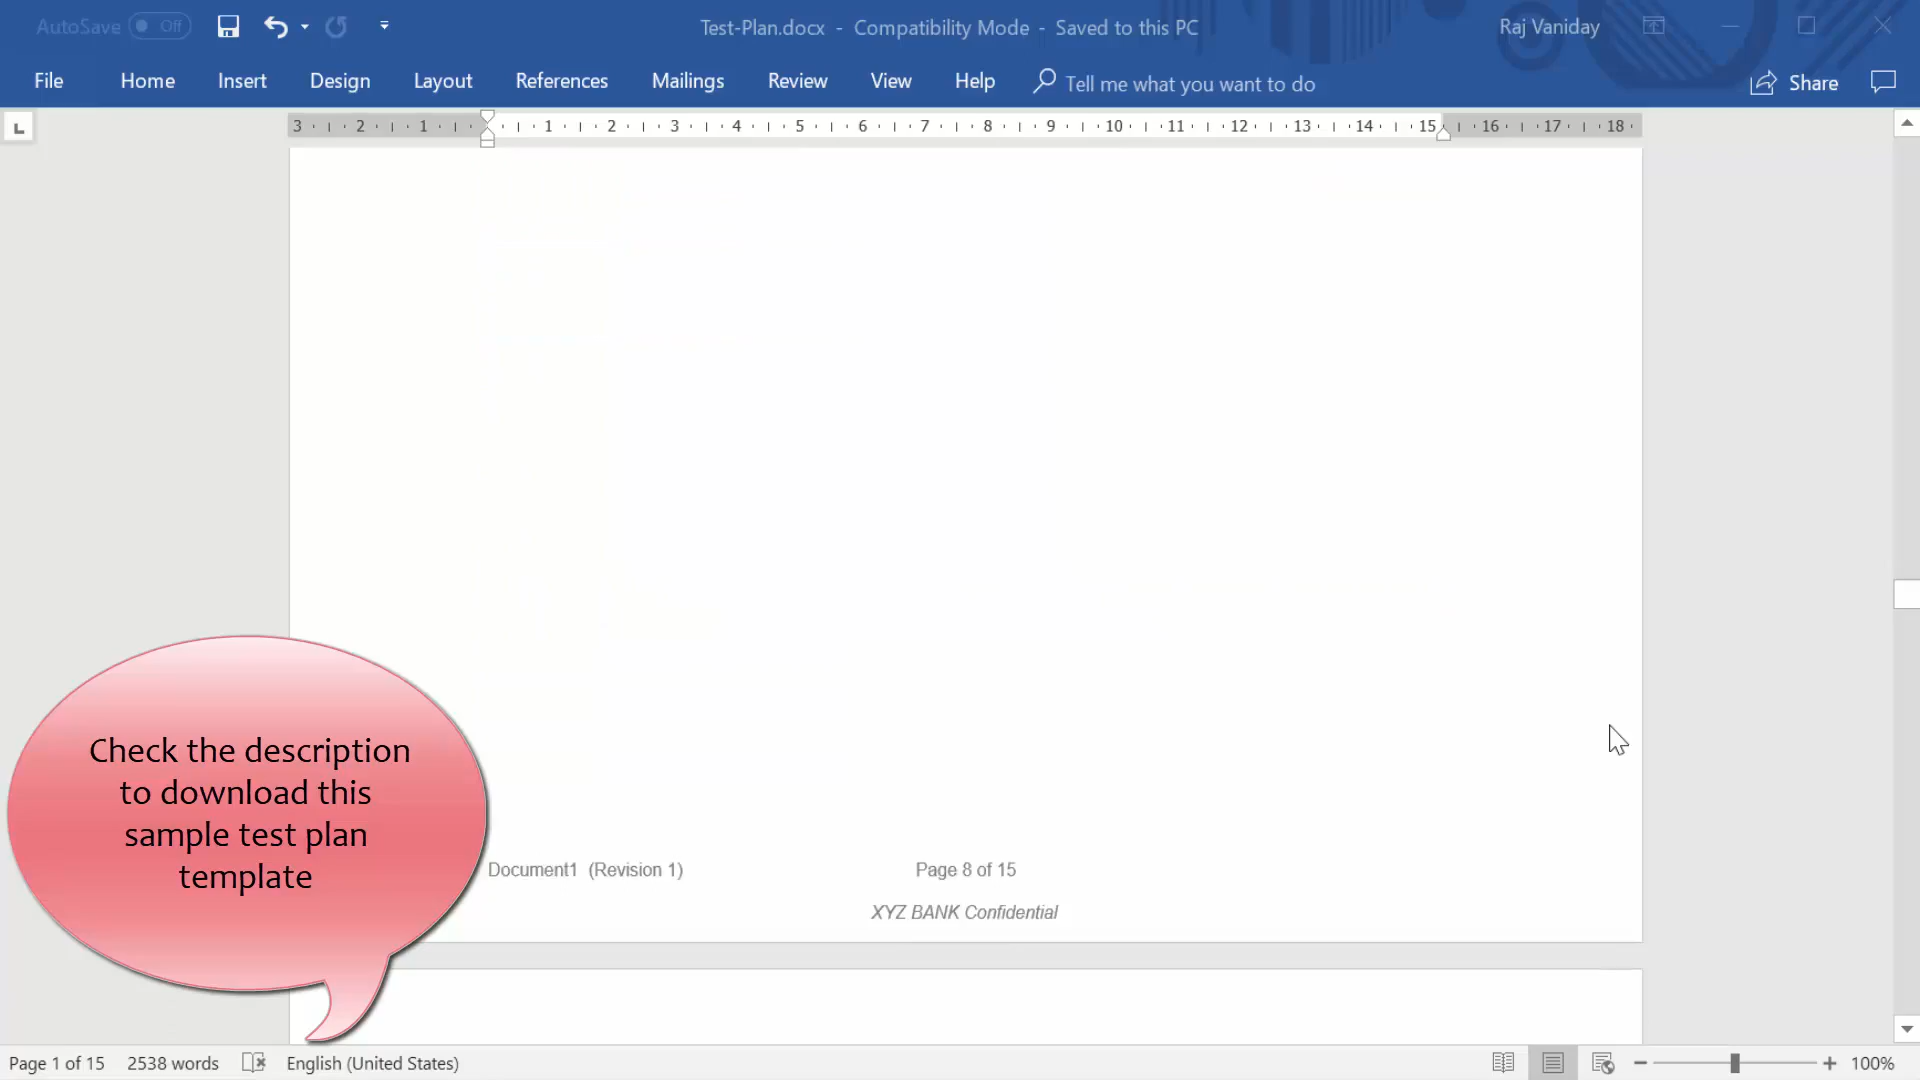 AutoSave Off
Test-Plan.docx - Compatibility Mode - Saved to this PC
Raj Vaniday
File Home Insert Design Layout References Mailings Review View Help Tell me what you want to do Share
3 2 1 1 2 3 4 5 6 7 8 9 10 11 12 13 14 15 16 17 18
Check the description
to download this
sample test plan
template
Document1 (Revision 1) Page 8 of 15
XYZ BANK Confidential
Page 1 of 15 2538 words English (United States) 100%